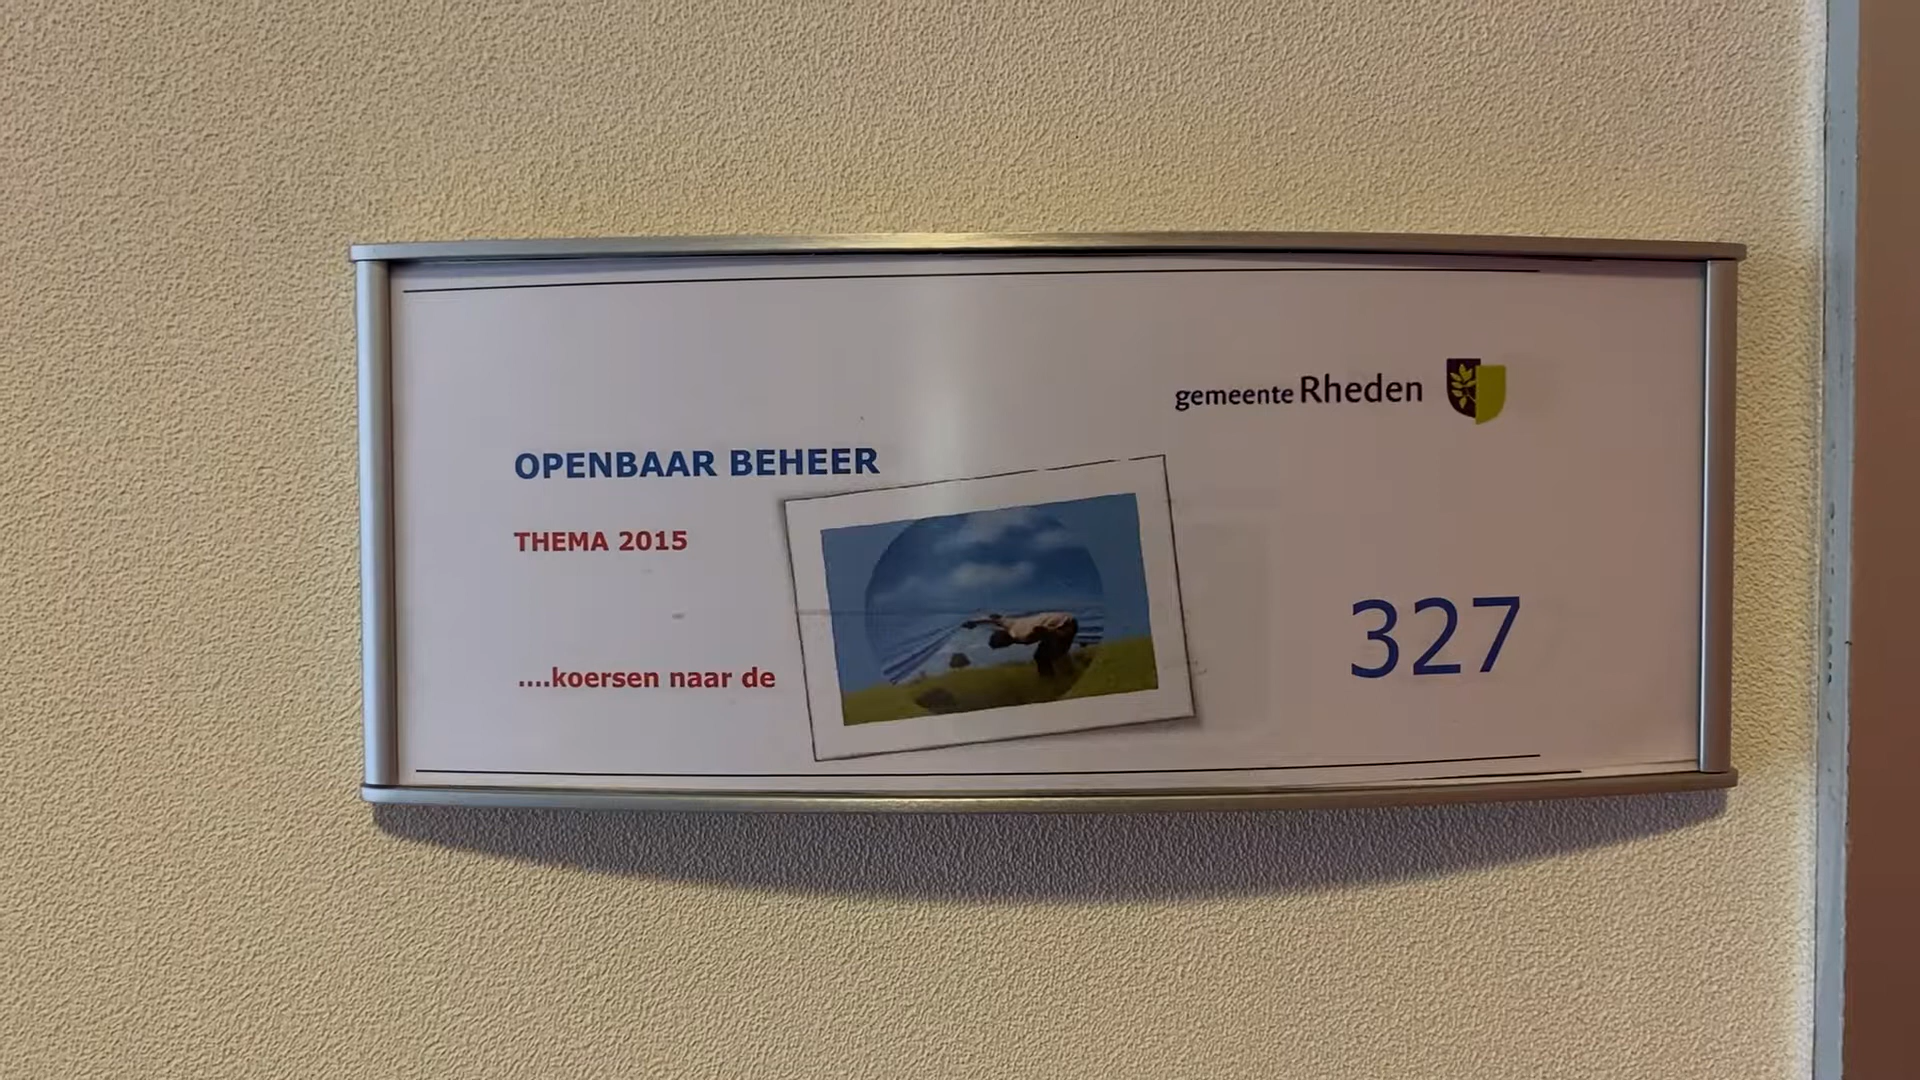 gemeente Rheden
OPENBAAR BEHEER
THEMA 2015
327
....koersen naar de